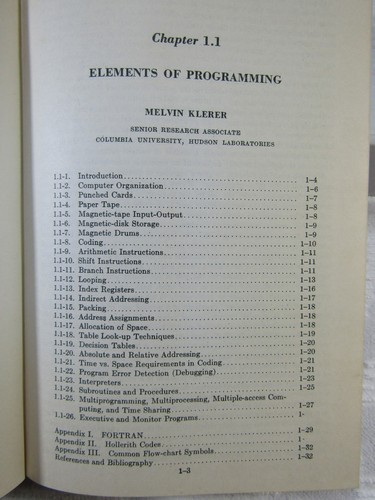 Chapter 1.1
ELEMENTS OF PROGRAMMING
MELVIN KLERER
SENIOR RESEARCH ASSOCIATE
COLUMBIA UNIVERSITY, HUDSON LABORATORIES
1.1-1. Introduction 1-4
1.1-2. Computer Organization 1-6
1.1-3. Punched Cards 1-7
1.1-4. Paper Tape 1-8
1.1-5. Magnetic-tape Input-Output 1-8
1.1-6. Magnetic-disk Storage 1-9
1.1-7. Magnetic Drums 1-9
1.1-8. Coding 1-10
1.1-9. Arithmetic Instructions 1-11
1.1-10. Shift Instructions 1-11
1.1-11. Branch Instructions 1-11
1.1-12. Looping 1-13
1.1-13. Index Registers 1-16
1.1-14. Indirect Addressing 1-17
1.1-15. Packing 1-18
1.1-16. Address Assignments 1-18
1.1-17. Allocation of Space 1-18
1.1-18. Table Look-up Techniques 1-19
1.1-19. Decision Tables 1-20
1.1-20. Absolute and Relative Addressing 1-20
1.1-21. Time vs. Space Requirements in Coding 1-21
1.1-22. Program Error Detection (Debugging) 1-21
1.1-23. Interpreters 1-23
1.1-24. Subroutines and Procedures 1-25
1.1-25. Multiprogramming, Multiprocessing, Multiple-access Com-
puting, and Time Sharing 1-27
1.1-26. Executive and Monitor Programs 1-
Appendix I. FORTRAN 1-29
Appendix II. Hollerith Codes 1-
Appendix III. Common Flow-chart Symbols 1-32
References and Bibliography 1-32
1-3